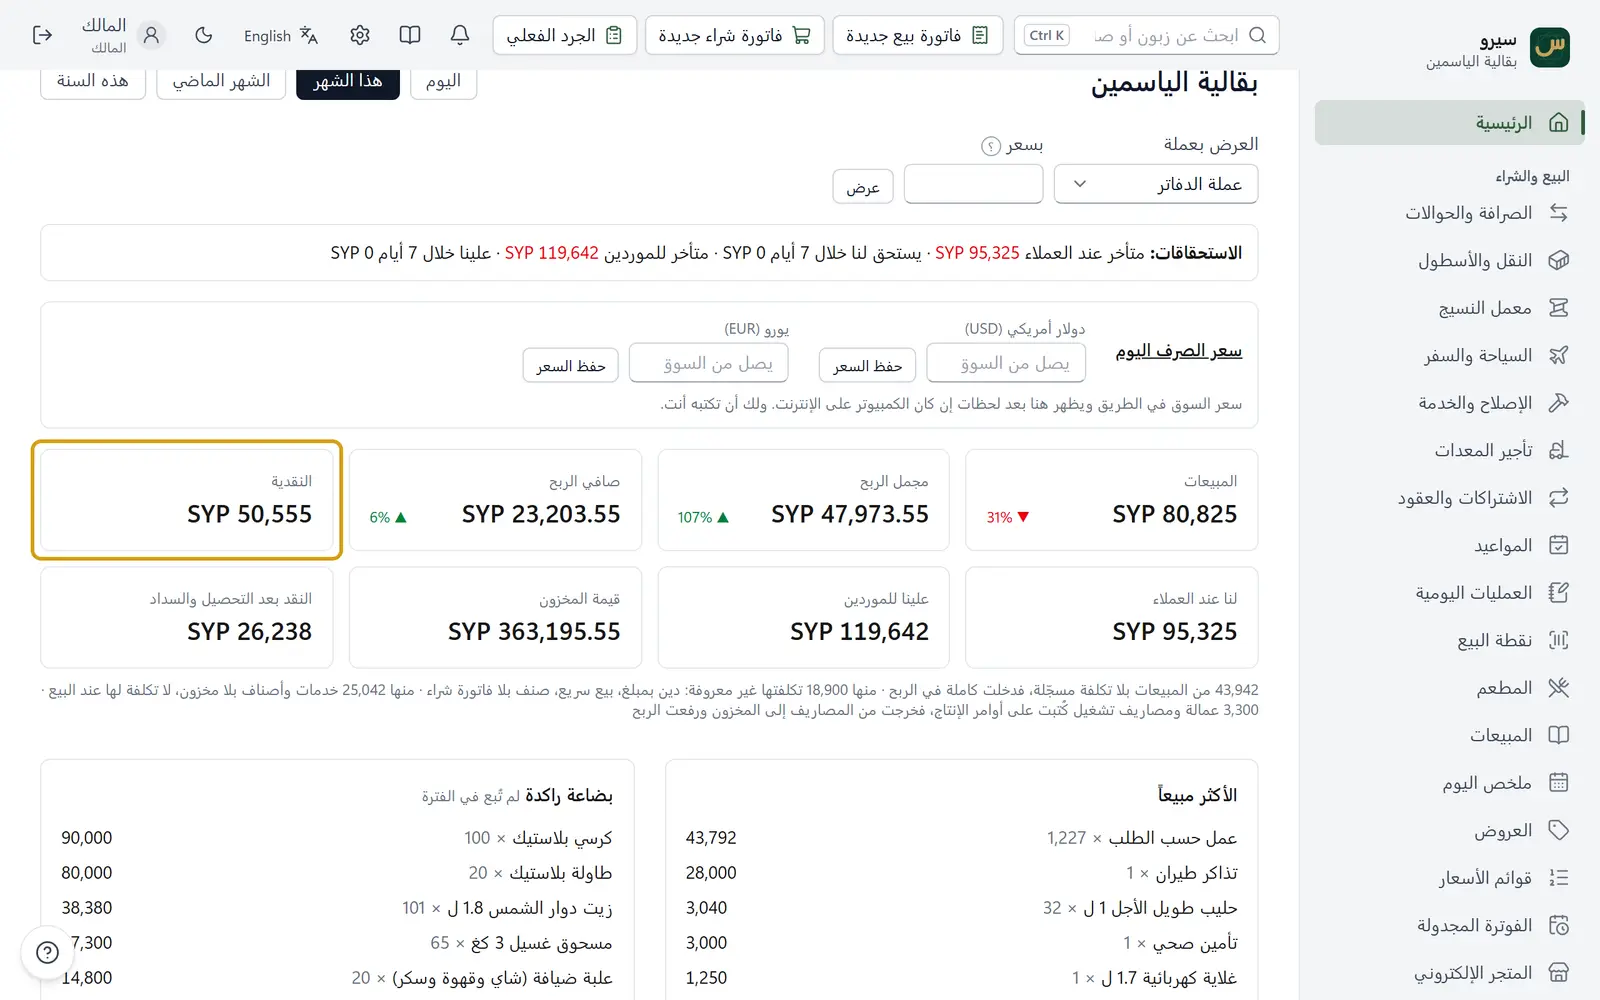 سيرو
بقالية الياسمين
ابحث عن زبون أو صـ
Ctrl K
فاتورة بيع جديدة
فاتورة شراء جديدة
الجرد الفعلي
English
المالك
المالك
الرئيسية
البيع والشراء
الصرافة والحوالات
النقل والأسطول
معمل النسيج
السياحة والسفر
الإصلاح والخدمة
تأجير المعدات
الاشتراكات والعقود
المواعيد
العمليات اليومية
نقطة البيع
المطعم
المبيعات
ملخص اليوم
العروض
قوائم الأسعار
الفوترة المجدولة
المتجر الإلكتروني
بقالية الياسمين
اليوم
هذا الشهر
الشهر الماضي
هذه السنة
العرض بعملة
بسعر ؟
عملة الدفاتر
عرض
الاستحقاقات: متأخر عند العملاء SYP 95,325 · يستحق لنا خلال 7 أيام SYP 0 · متأخر للموردين SYP 119,642 · علينا خلال 7 أيام SYP 0
سعر الصرف اليوم
دولار أمريكي (USD)
يصل من السوق
حفظ السعر
يورو (EUR)
يصل من السوق
حفظ السعر
سعر السوق في الطريق ويظهر هنا بعد لحظات إن كان الكمبيوتر على الإنترنت. ولك أن تكتبه أنت.
المبيعات
SYP 80,825
31% ▼
مجمل الربح
SYP 47,973.55
107% ▲
صافي الربح
SYP 23,203.55
6% ▲
النقدية
SYP 50,555
لنا عند العملاء
SYP 95,325
علينا للموردين
SYP 119,642
قيمة المخزون
SYP 363,195.55
النقد بعد التحصيل والسداد
SYP 26,238
43,942 من المبيعات بلا تكلفة مسجّلة، فدخلت كاملة في الربح · منها 18,900 تكلفتها غير معروفة: دين بمبلغ، بيع سريع، صنف بلا فاتورة شراء · منها 25,042 خدمات وأصناف بلا مخزون، لا تكلفة لها عند البيع ·
3,300 عمالة ومصاريف تشغيل كُتبت على أوامر الإنتاج، فخرجت من المصاريف إلى المخزون ورفعت الربح
الأكثر مبيعاً
عمل حسب الطلب × 1,227 43,792
تذاكر طيران × 1 28,000
حليب طويل الأجل 1 ل × 32 3,040
تأمين صحي × 1 3,000
غلاية كهربائية 1.7 ل × 1 1,250
بضاعة راكدة لم تُبع في الفترة
كرسي بلاستيك × 100 90,000
طاولة بلاستيك × 20 80,000
زيت دوار الشمس 1.8 ل × 101 38,380
مسحوق غسيل 3 كغ × 65 7,300
علبة ضيافة (شاي وقهوة وسكر) × 20 14,800